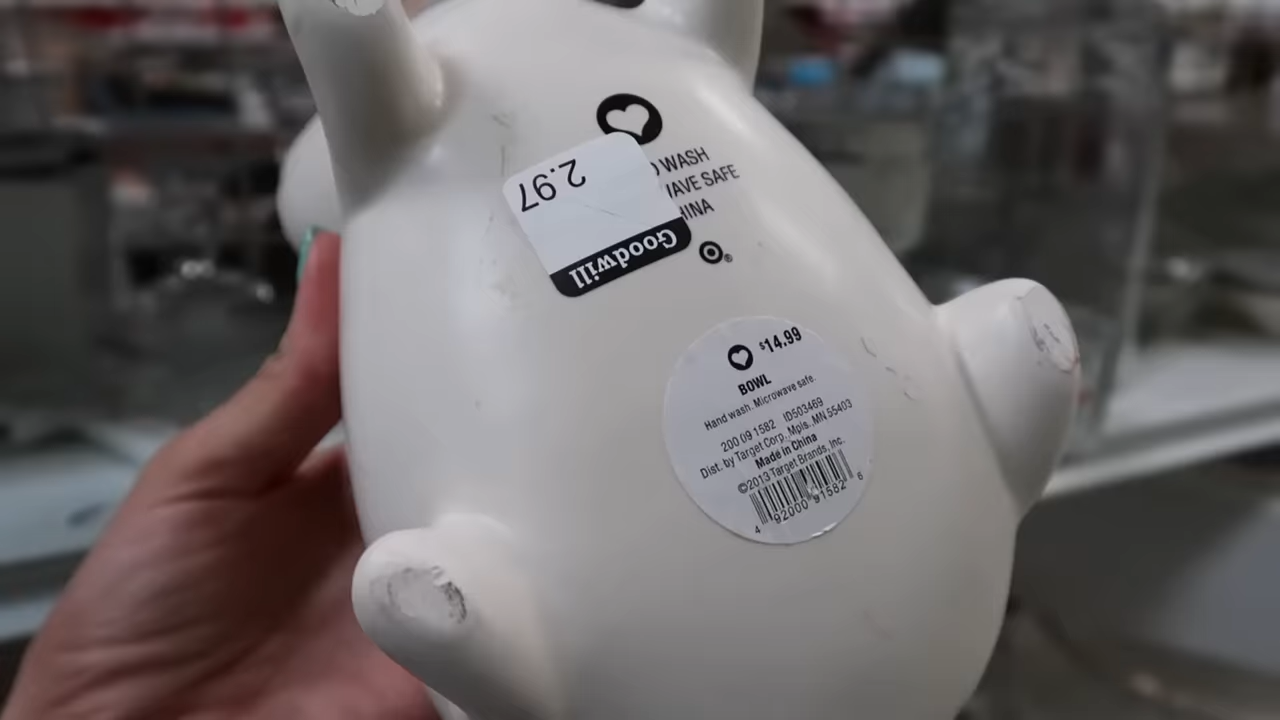 WASH
AVE SAFE
HINA
2.97
Goodwill
$14.99
BOWL
Hand wash. Microwave safe.
200 09 1582 ID503469
Dist. by Target Corp. Mpls. MN 55403
Made in China
©2013 Target Brands, Inc.
4 92000 91582 6